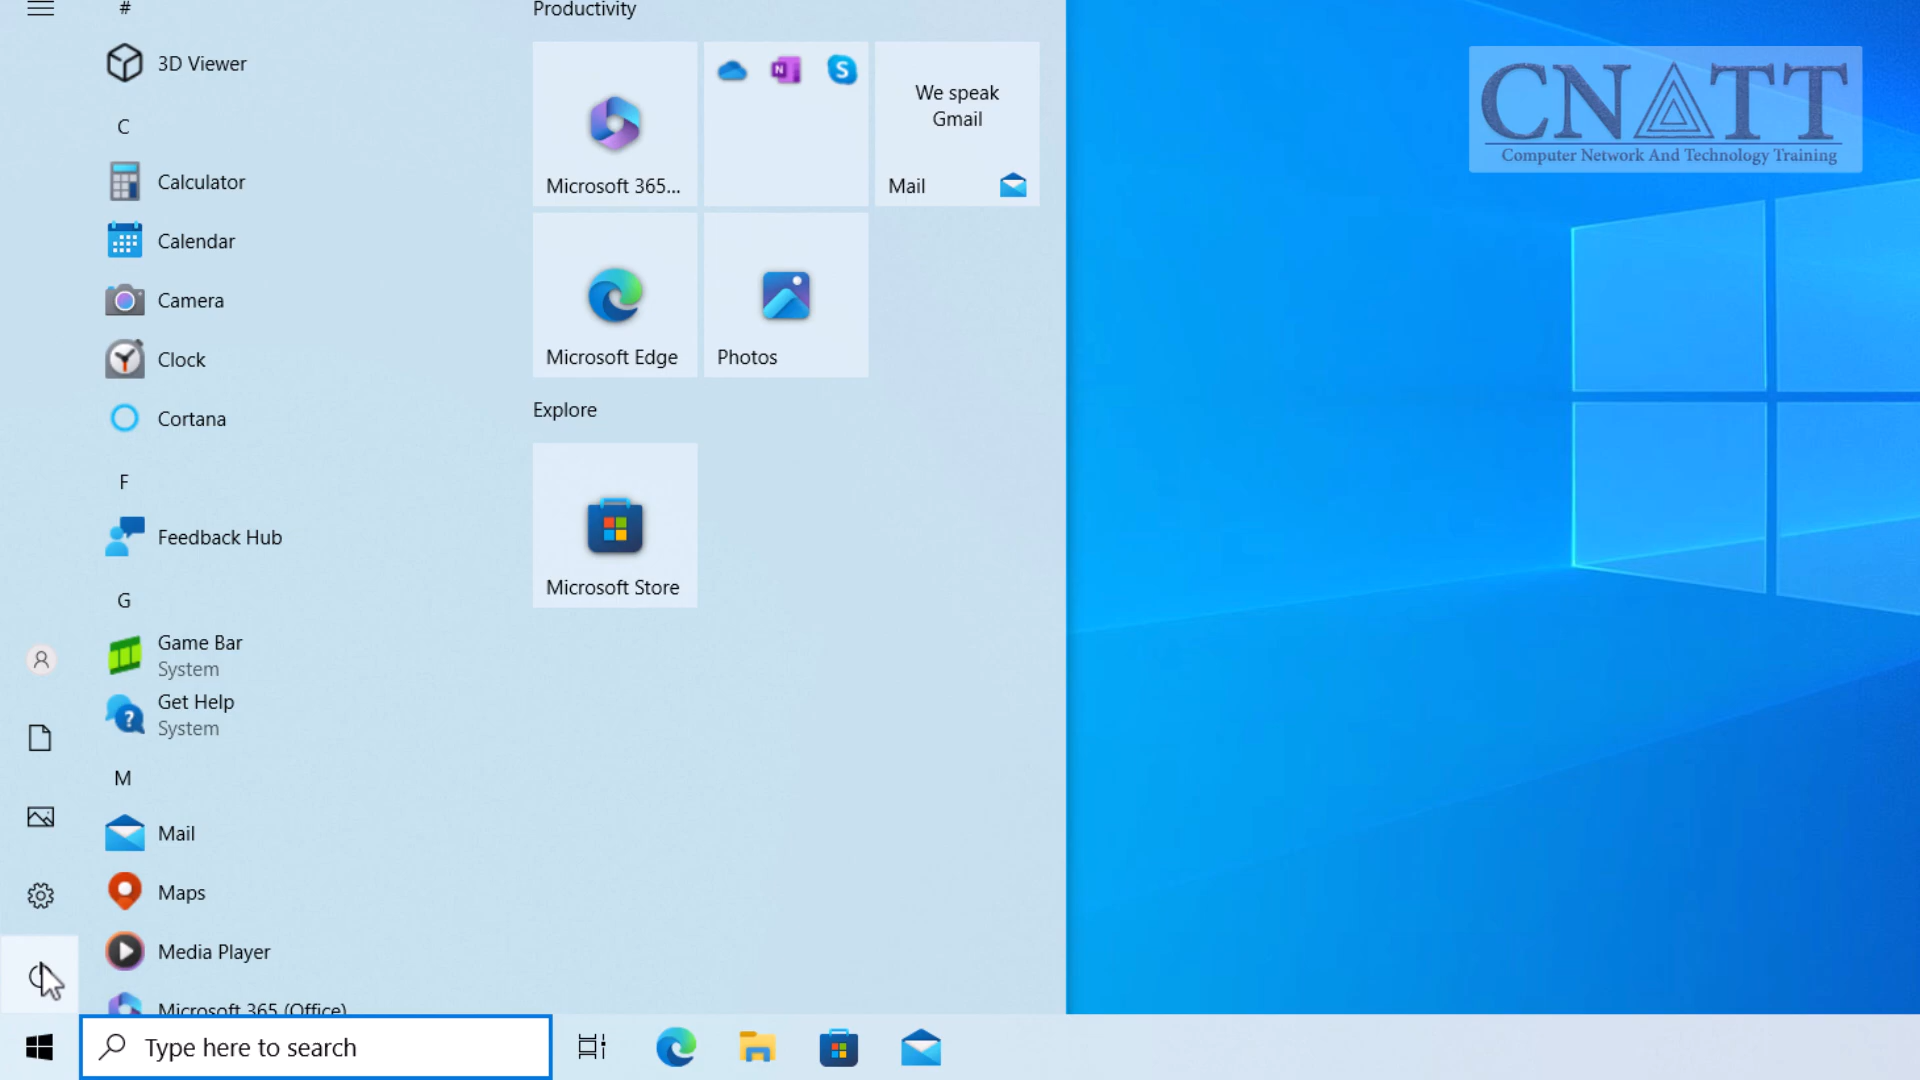 #
3D Viewer
C
Calculator
Calendar
Camera
Clock
Cortana
F
Feedback Hub
G
Game Bar
System
Get Help
System
M
Mail
Maps
Media Player
Microsoft 365 (Office)
Productivity
Microsoft 365...
N
S
We speak
Gmail
Mail
Microsoft Edge
Photos
Explore
Microsoft Store
CNATT
Computer Network And Technology Training
Type here to search